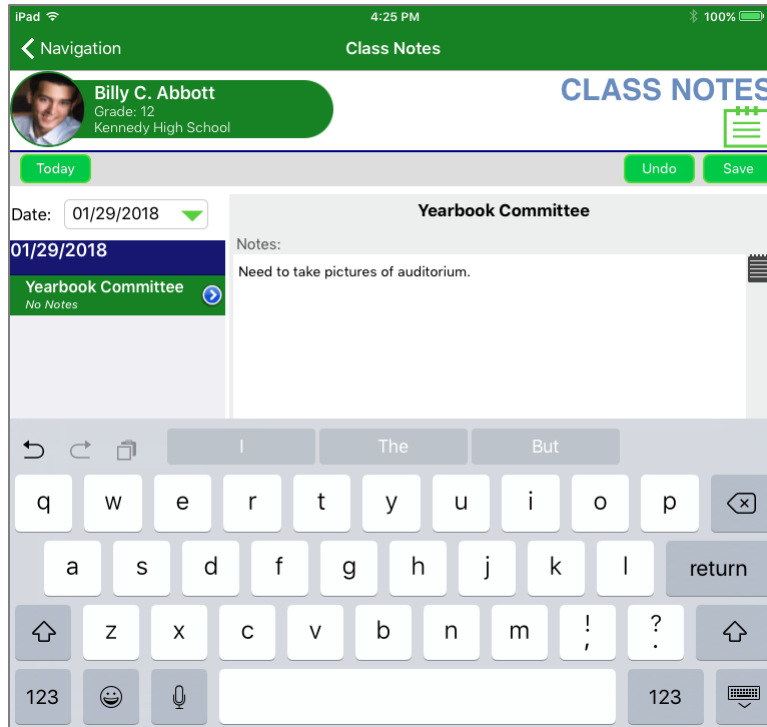 iPad 4:25 PM 100%
Navigation Class Notes
Billy C. Abbott
Grade: 12
Kennedy High School
CLASS NOTES
Today Undo Save
Date: 01/29/2018
01/29/2018
Yearbook Committee
No Notes
Yearbook Committee
Notes:
Need to take pictures of auditorium.
I The But
q w e r t y u i o p
a s d f g h j k l return
z x c v b n m ! , ? .
123 123